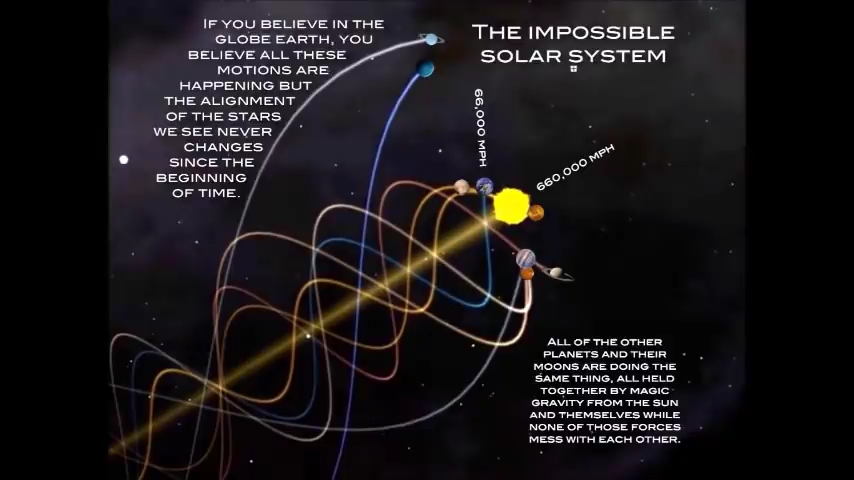 IF YOU BELIEVE IN THE
GLOBE EARTH, YOU
BELIEVE ALL THESE
MOTIONS ARE
HAPPENING BUT
THE ALIGNMENT
OF THE STARS
WE SEE NEVER
CHANGES
SINCE THE
BEGINNING
OF TIME.
THE IMPOSSIBLE
SOLAR SYSTEM
66,000 MPH
660,000 MPH
ALL OF THE OTHER
PLANETS AND THEIR
MOONS ARE DOING THE
SAME THING, ALL HELD
TOGETHER BY MAGIC
GRAVITY FROM THE SUN
AND THEMSELVES WHILE
NONE OF THOSE FORCES
MESS WITH EACH OTHER.